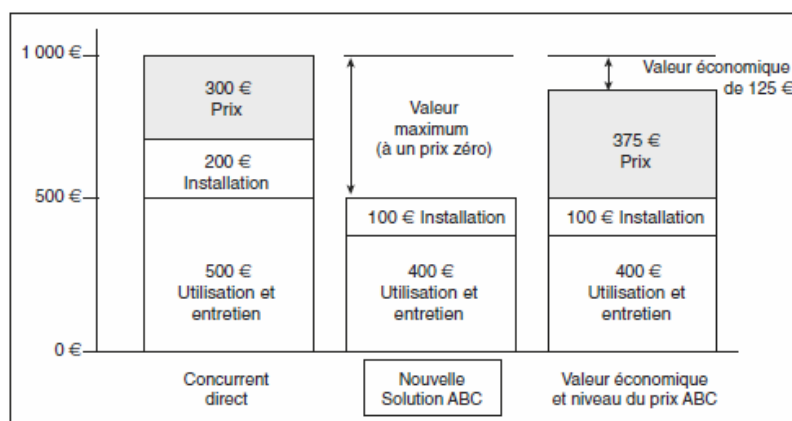 1 000 €
300 €
Prix
200 €
Installation
500 €
500 €
Utilisation et
entretien
0 €
Concurrent
direct
Valeur
maximum
(à un prix zéro)
100 € Installation
400 €
Utilisation et
entretien
Nouvelle
Solution ABC
Valeur économique
de 125 €
375 €
Prix
100 € Installation
400 €
Utilisation et
entretien
Valeur économique
et niveau du prix ABC